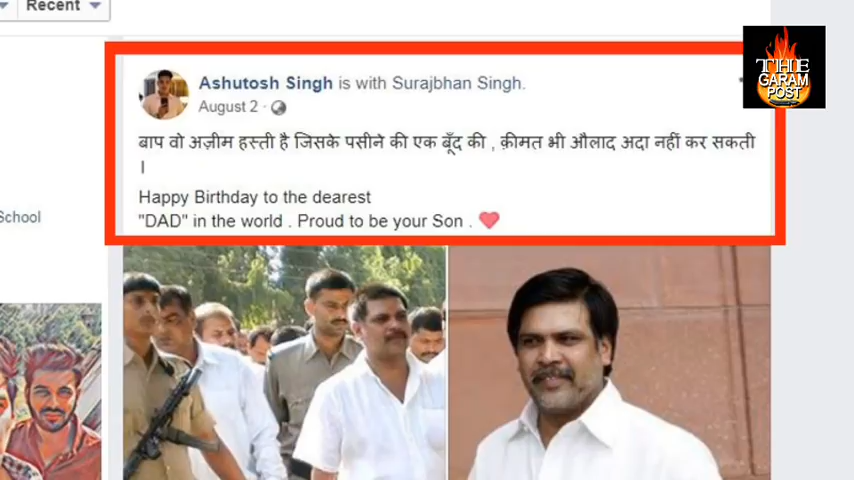 Recent
THE
GARAM
POST
Ashutosh Singh is with Surajbhan Singh.
August 2 ·
बाप वो अज़ीम हस्ती है जिसके पसीने की एक बूँद की , क़ीमत भी औलाद अदा नहीं कर सकती
।
Happy Birthday to the dearest
"DAD" in the world . Proud to be your Son .
School